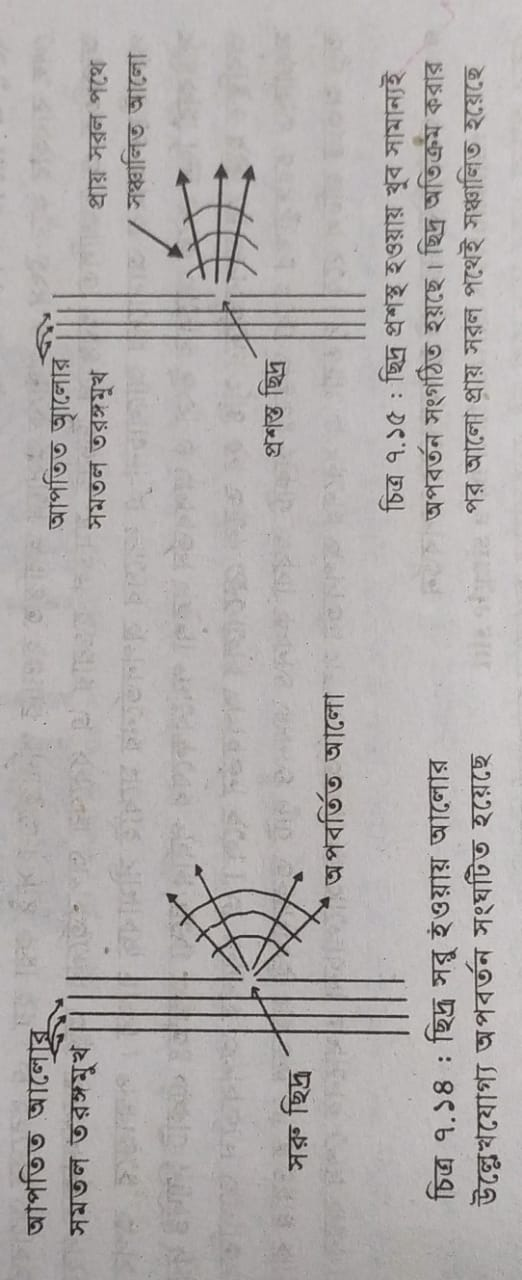 আপতিত আলোর
সমতল তরঙ্গমুখ
সরু ছিদ্র
অপবর্তিত আলো
চিত্র ৭.১৪ : ছিদ্র সরু হওয়ায় আলোর
উল্লেখযোগ্য অপবর্তন সংঘটিত হয়েছে
আপতিত আলোর
সমতল তরঙ্গমুখ
প্রায় সরল পথে
সঞ্চালিত আলো
প্রশস্ত ছিদ্র
চিত্র ৭.১৫ : ছিদ্র প্রশস্থ হওয়ায় খুব সামান্যই
অপবর্তন সংগঠিত হয়ছে। ছিদ্র অতিক্রম করার
পর আলো প্রায় সরল পথেই সঞ্চালিত হয়েছে